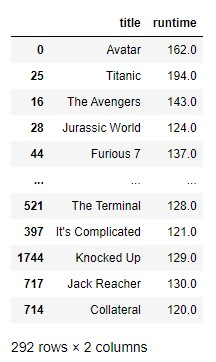 title runtime
0 Avatar 162.0
25 Titanic 194.0
16 The Avengers 143.0
28 Jurassic World 124.0
44 Furious 7 137.0
... ... ...
521 The Terminal 128.0
397 It's Complicated 121.0
1744 Knocked Up 129.0
717 Jack Reacher 130.0
714 Collateral 120.0
292 rows × 2 columns